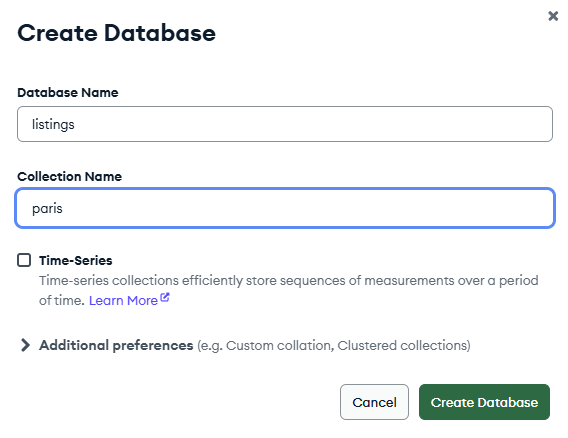 Create Database
Database Name
listings
Collection Name
paris
Time-Series
Time-series collections efficiently store sequences of measurements over a period
of time. Learn More
Additional preferences (e.g. Custom collation, Clustered collections)
Cancel
Create Database